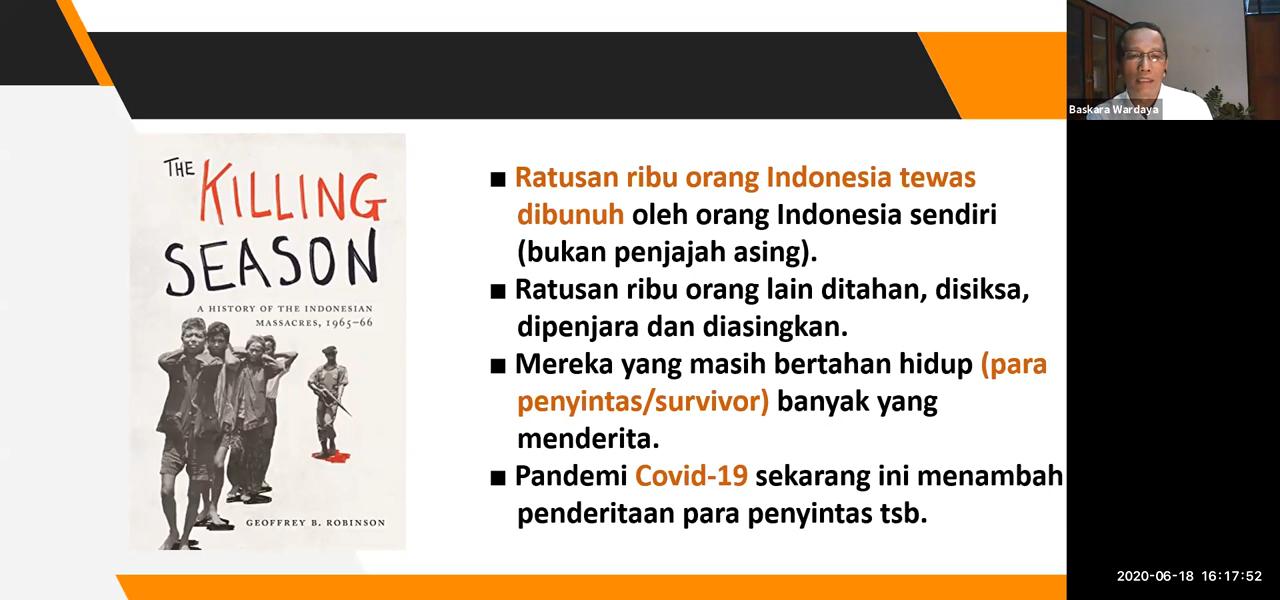 THE
KILLING
SEASON
A HISTORY OF THE INDONESIAN
MASSACRES, 1965–66
GEOFFREY B. ROBINSON
■ Ratusan ribu orang Indonesia tewas
dibunuh oleh orang Indonesia sendiri
(bukan penjajah asing).
■ Ratusan ribu orang lain ditahan, disiksa,
dipenjara dan diasingkan.
■ Mereka yang masih bertahan hidup (para
penyintas/survivor) banyak yang
menderita.
■ Pandemi Covid-19 sekarang ini menambah
penderitaan para penyintas tsb.
Baskara Wardaya
2020-06-18 16:17:52